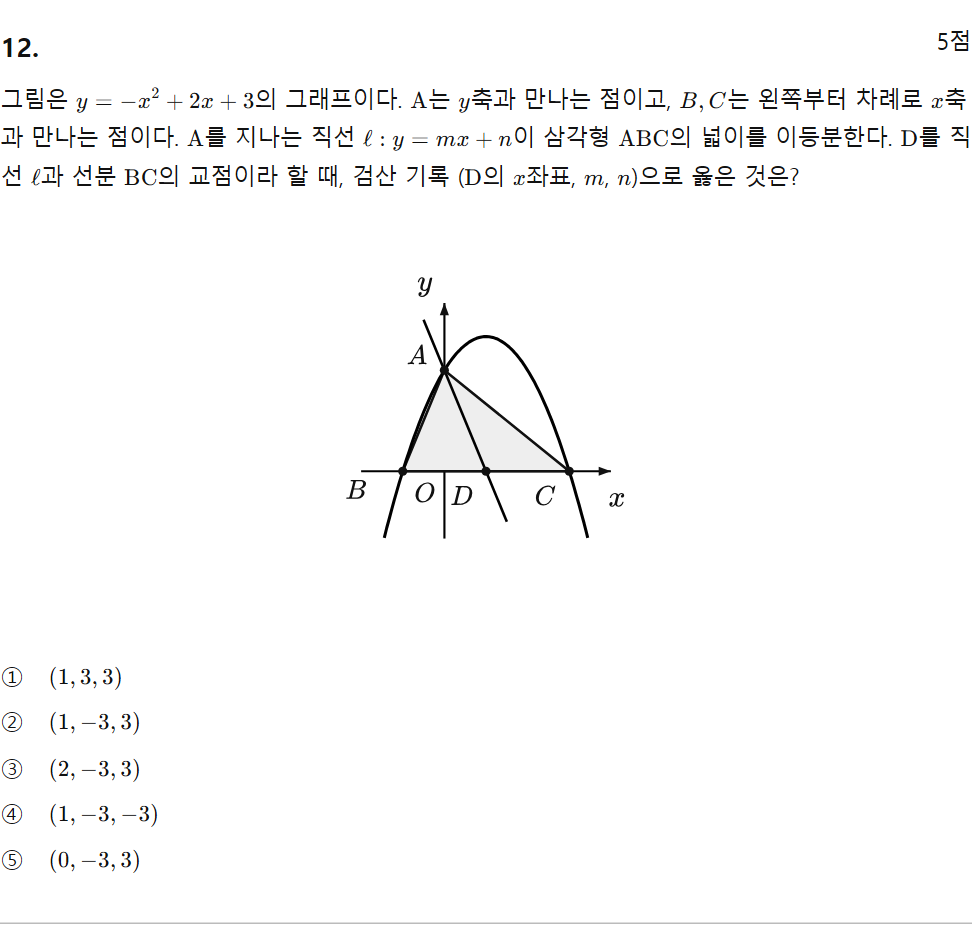 12.
5점
그림은 y = −x² + 2x + 3의 그래프이다. A는 y축과 만나는 점이고, B, C는 왼쪽부터 차례로 x축
과 만나는 점이다. A를 지나는 직선 ℓ : y = mx + n이 삼각형 ABC의 넓이를 이등분한다. D를 직
선 ℓ과 선분 BC의 교점이라 할 때, 검산 기록 (D의 x좌표, m, n)으로 옳은 것은?
y
A
B O D C x
① (1, 3, 3)
② (1, −3, 3)
③ (2, −3, 3)
④ (1, −3, −3)
⑤ (0, −3, 3)